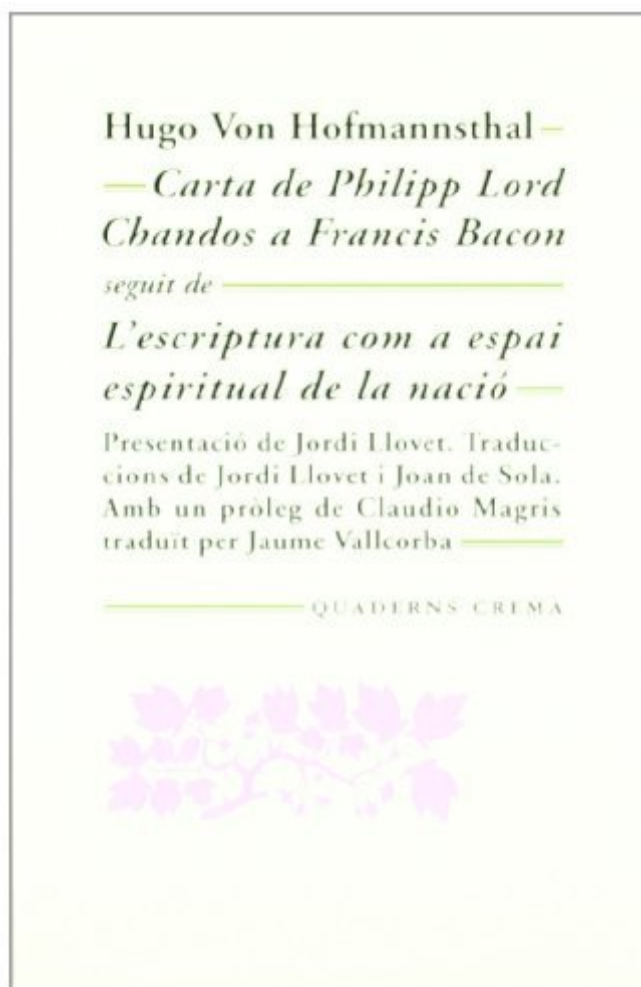 Hugo Von Hofmannsthal
Carta de Philipp Lord
Chandos a Francis Bacon
seguit de
L'escriptura com a espai
espiritual de la nació
Presentació de Jordi Llovet. Traduc-
cions de Jordi Llovet i Joan de Sola.
Amb un pròleg de Claudio Magris
traduït per Jaume Vallcorba
QUADERNS CREMA